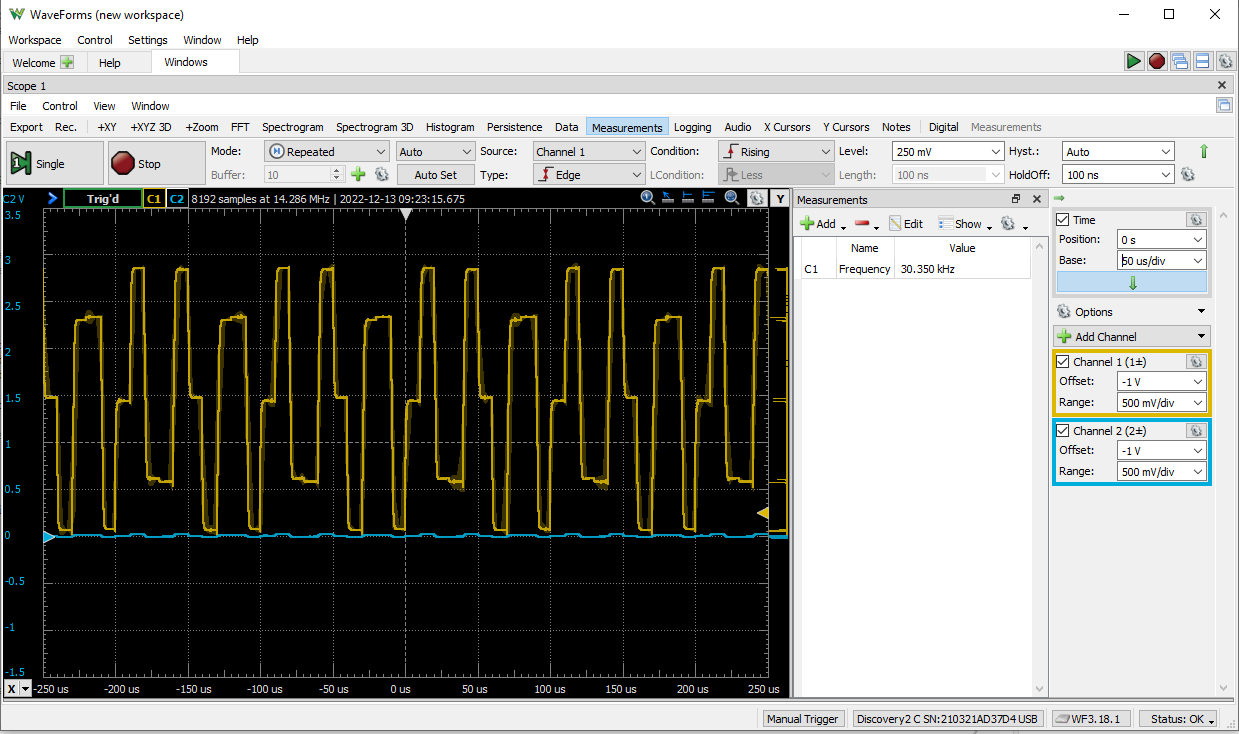 WaveForms (new workspace)
Workspace Control Settings Window Help
Welcome Help Windows
Scope 1
File Control View Window
Export Rec. +XY +XYZ 3D +Zoom FFT Spectrogram Spectrogram 3D Histogram Persistence Data Measurements Logging Audio X Cursors Y Cursors Notes Digital Measurements
Single Stop Mode: Repeated Auto Source: Channel 1 Condition: Rising Level: 250 mV Hyst.: Auto
Buffer: 10 Auto Set Type: Edge LCondition: Less Length: 100 ns HoldOff: 100 ns
C2 V Trig'd C1 C2 8192 samples at 14.286 MHz | 2022-12-13 09:23:15.675 Y
3.5
3
2.5
2
1.5
1
0.5
0
-0.5
-1
-1.5
X -250 us -200 us -150 us -100 us -50 us 0 us 50 us 100 us 150 us 200 us 250 us
Measurements
Add Edit Show
Name Value
C1 Frequency 30.350 kHz
Time
Position: 0 s
Base: 50 us/div
Options
Add Channel
Channel 1 (1±)
Offset: -1 V
Range: 500 mV/div
Channel 2 (2±)
Offset: -1 V
Range: 500 mV/div
Manual Trigger Discovery2 C SN:210321AD37D4 USB WF3.18.1 Status: OK